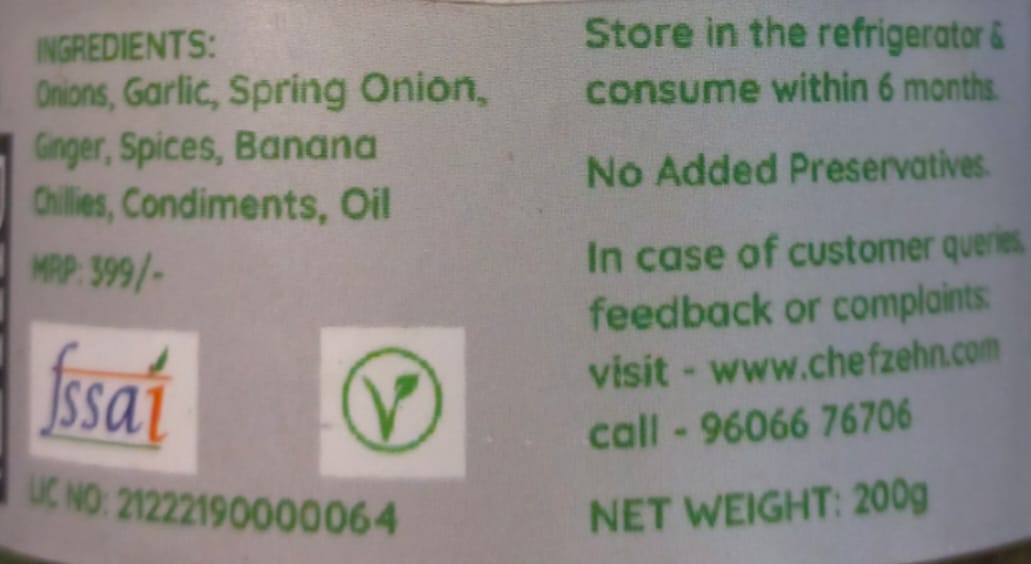 INGREDIENTS:
Onions, Garlic, Spring Onion,
Ginger, Spices, Banana
Chillies, Condiments, Oil
MRP: 399/-
fssai
LIC NO: 21222190000064
Store in the refrigerator &
consume within 6 months.
No Added Preservatives.
In case of customer queries,
feedback or complaints:
visit - www.chefzehn.com
call - 96066 76706
NET WEIGHT: 200g